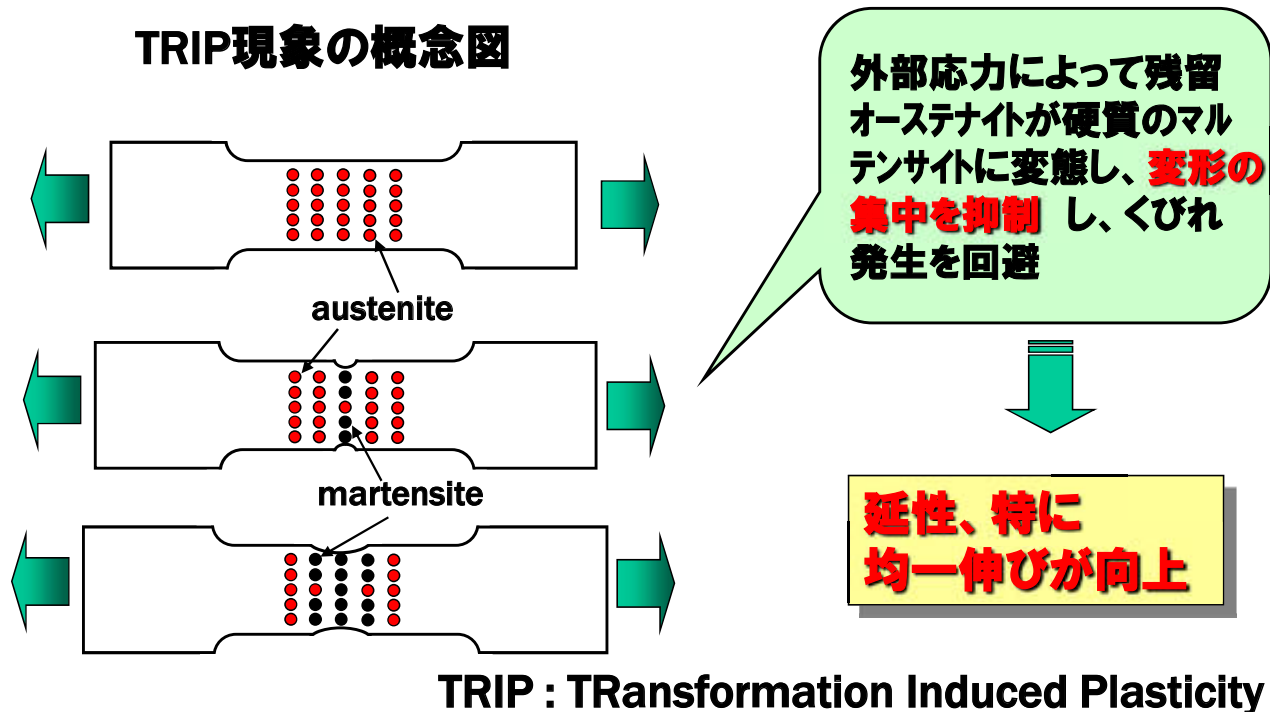 TRIP現象の概念図
外部応力によって残留
オーステナイトが硬質のマル
テンサイトに変態し、変形の
集中を抑制 し、くびれ
発生を回避
austenite
martensite
延性、特に
均一伸びが向上
TRIP : TRansformation Induced Plasticity